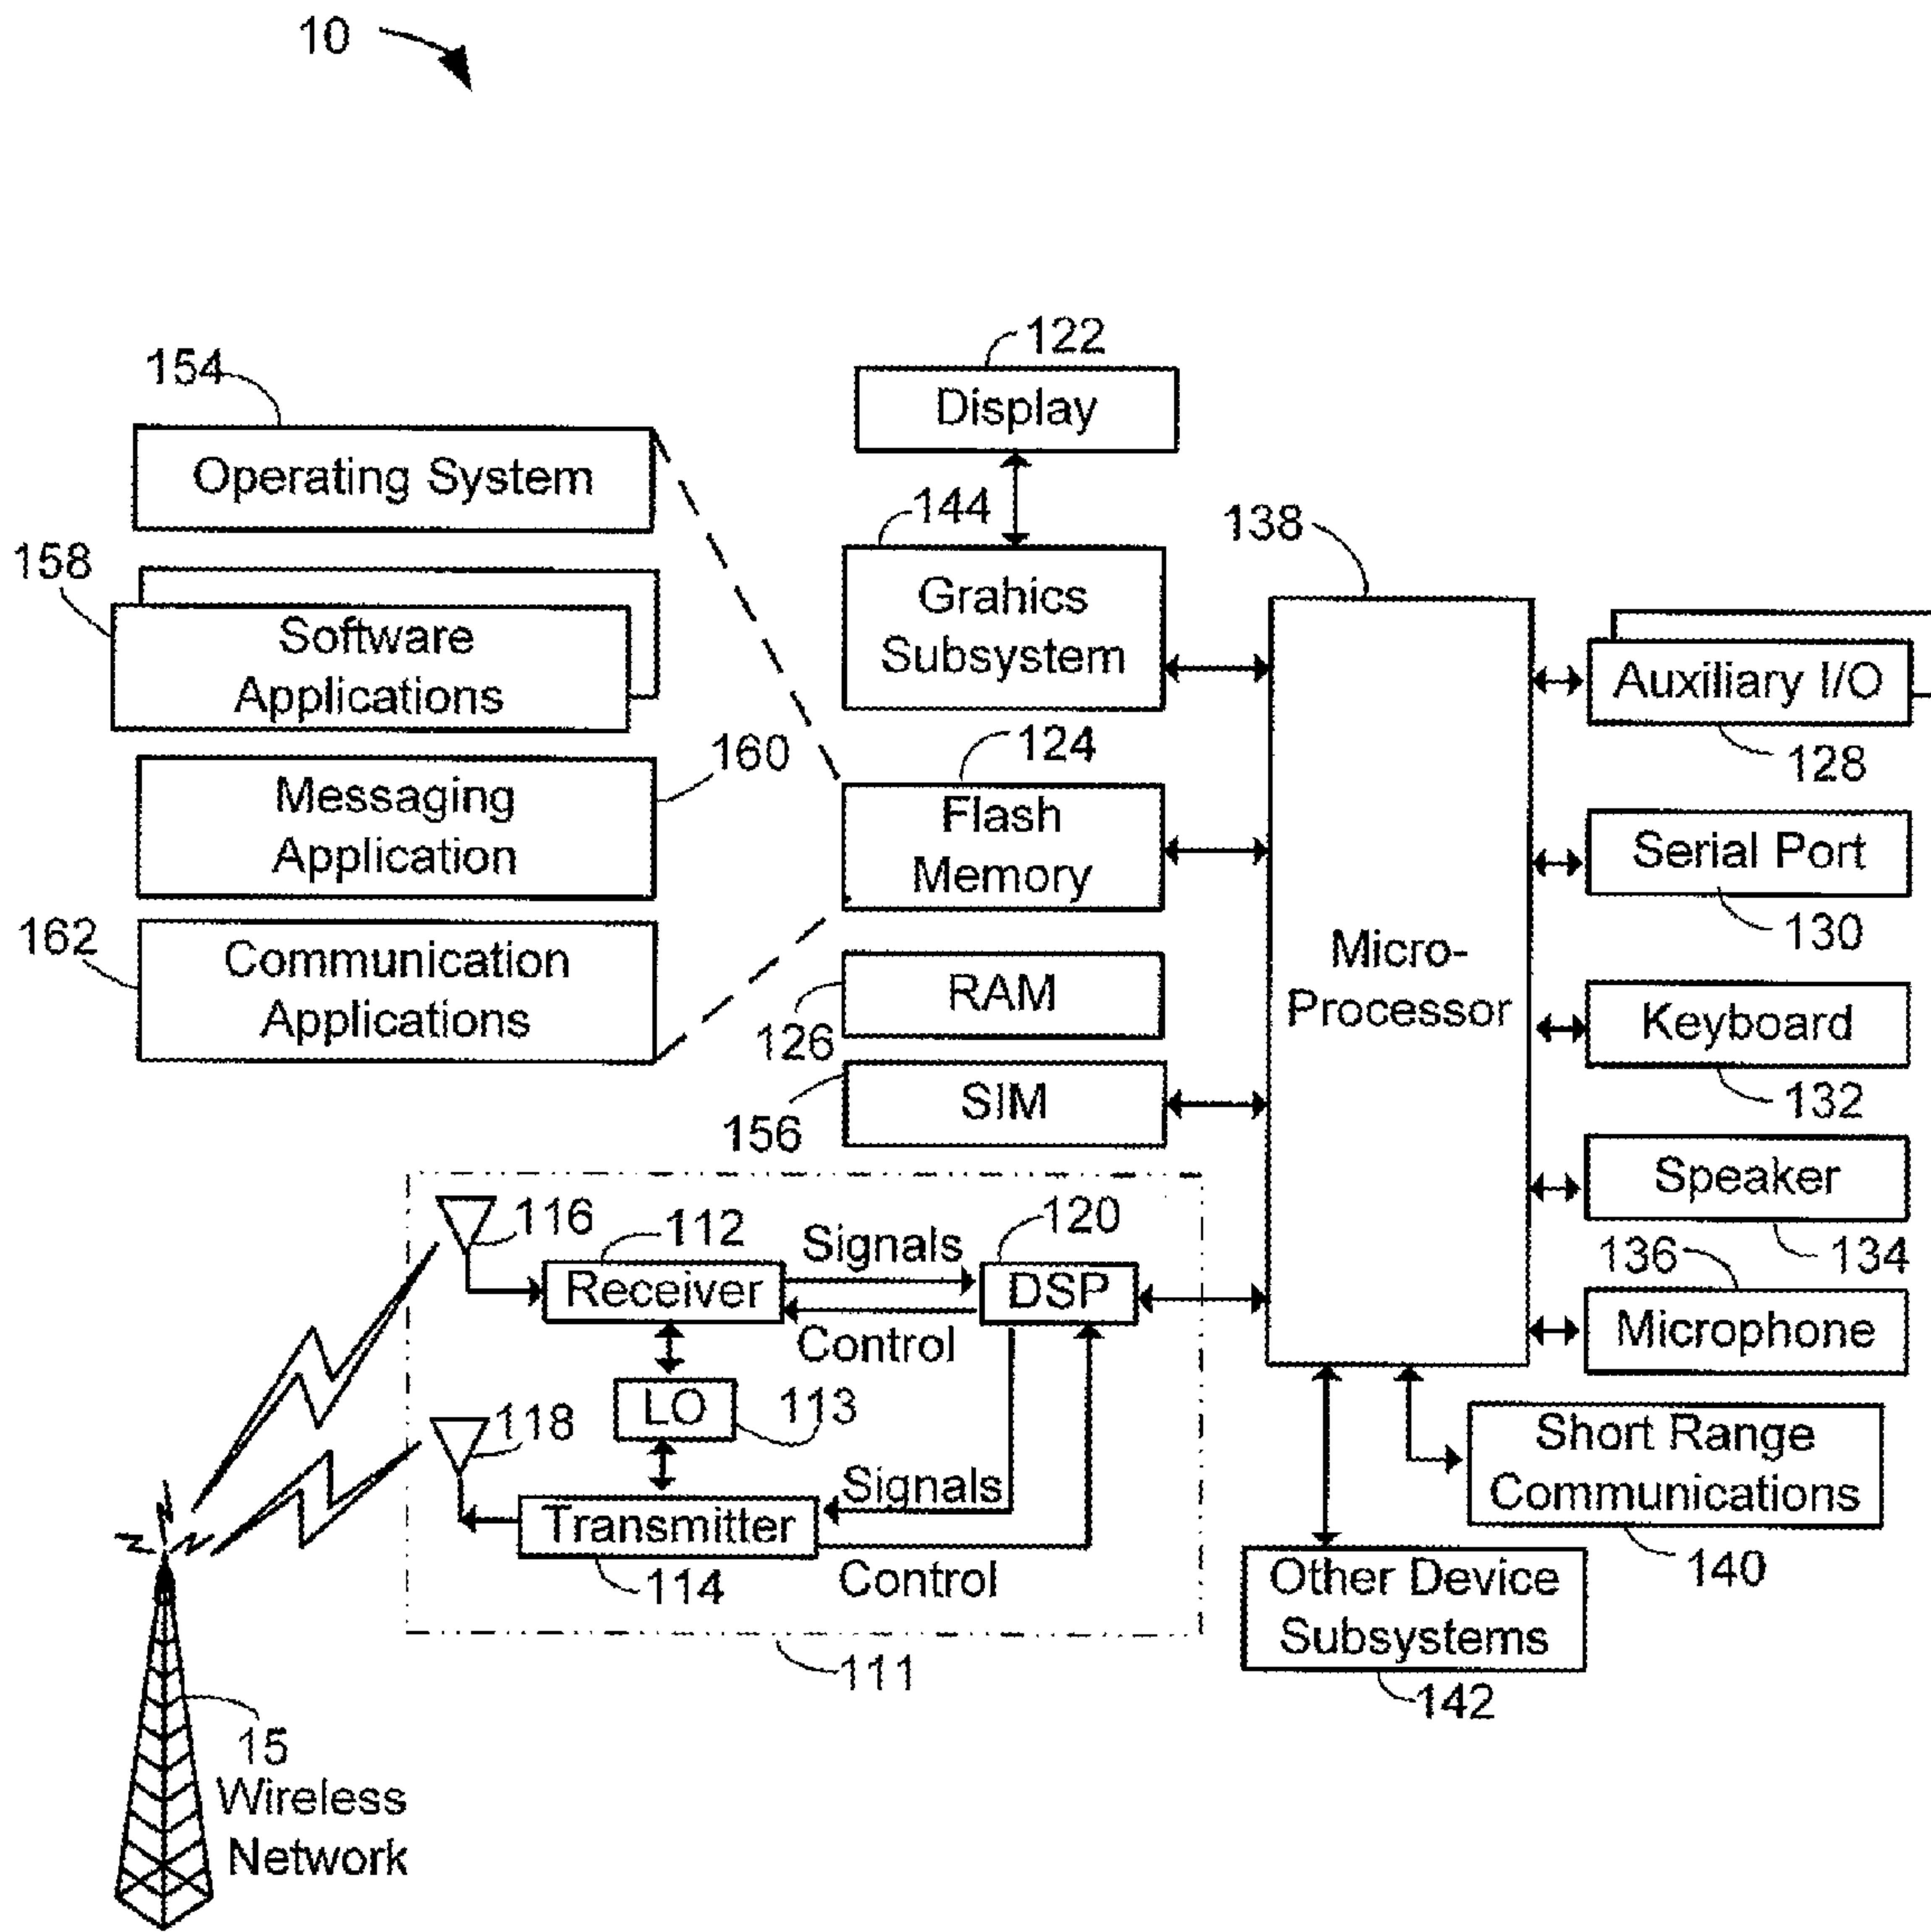 10
122
Display
154
Operating System
144
Grahics
Subsystem
138
158
Software
Applications
Auxiliary I/O
128
160
Messaging
Application
124
Flash
Memory
Serial Port
130
162
Communication
Applications
RAM
126
Micro-
Processor
Keyboard
132
SIM
156
Speaker
134
116
112
Receiver
Signals
Control
120
DSP
136
Microphone
LO
113
118
Signals
Transmitter
114
Control
Short Range
Communications
140
Other Device
Subsystems
142
111
15
Wireless
Network